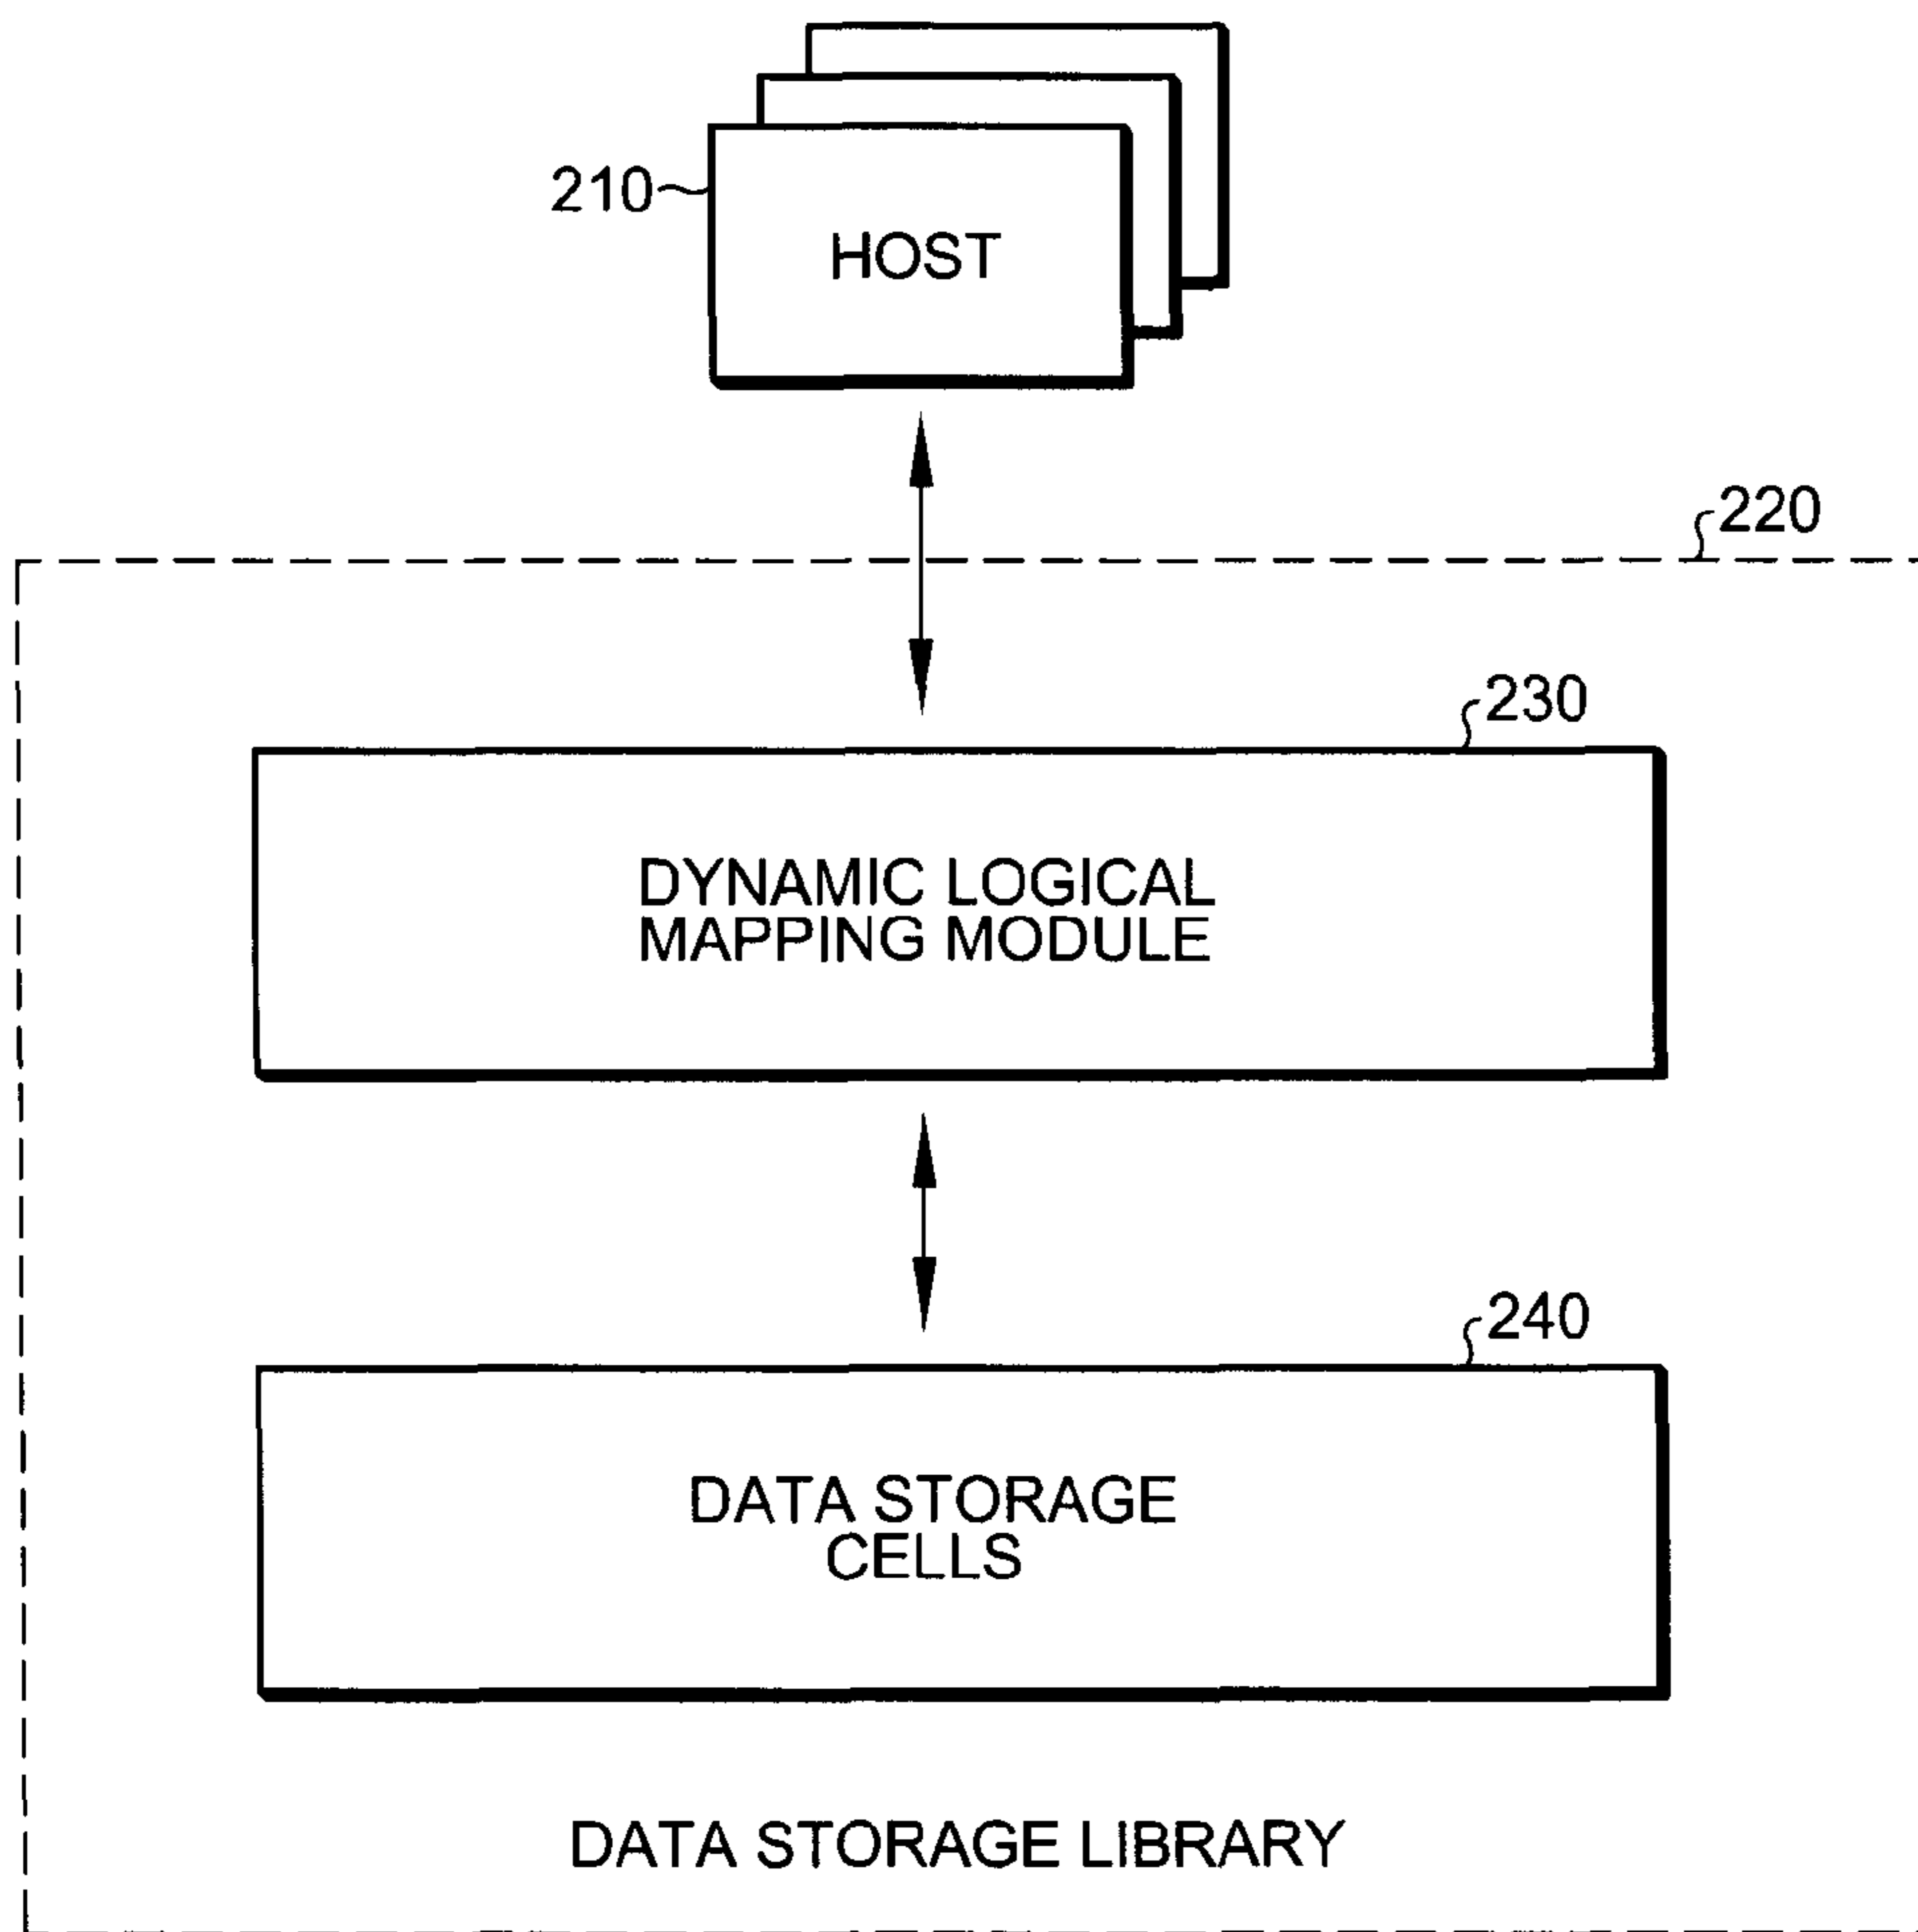 210
HOST
220
230
DYNAMIC LOGICAL
MAPPING MODULE
240
DATA STORAGE
CELLS
DATA STORAGE LIBRARY